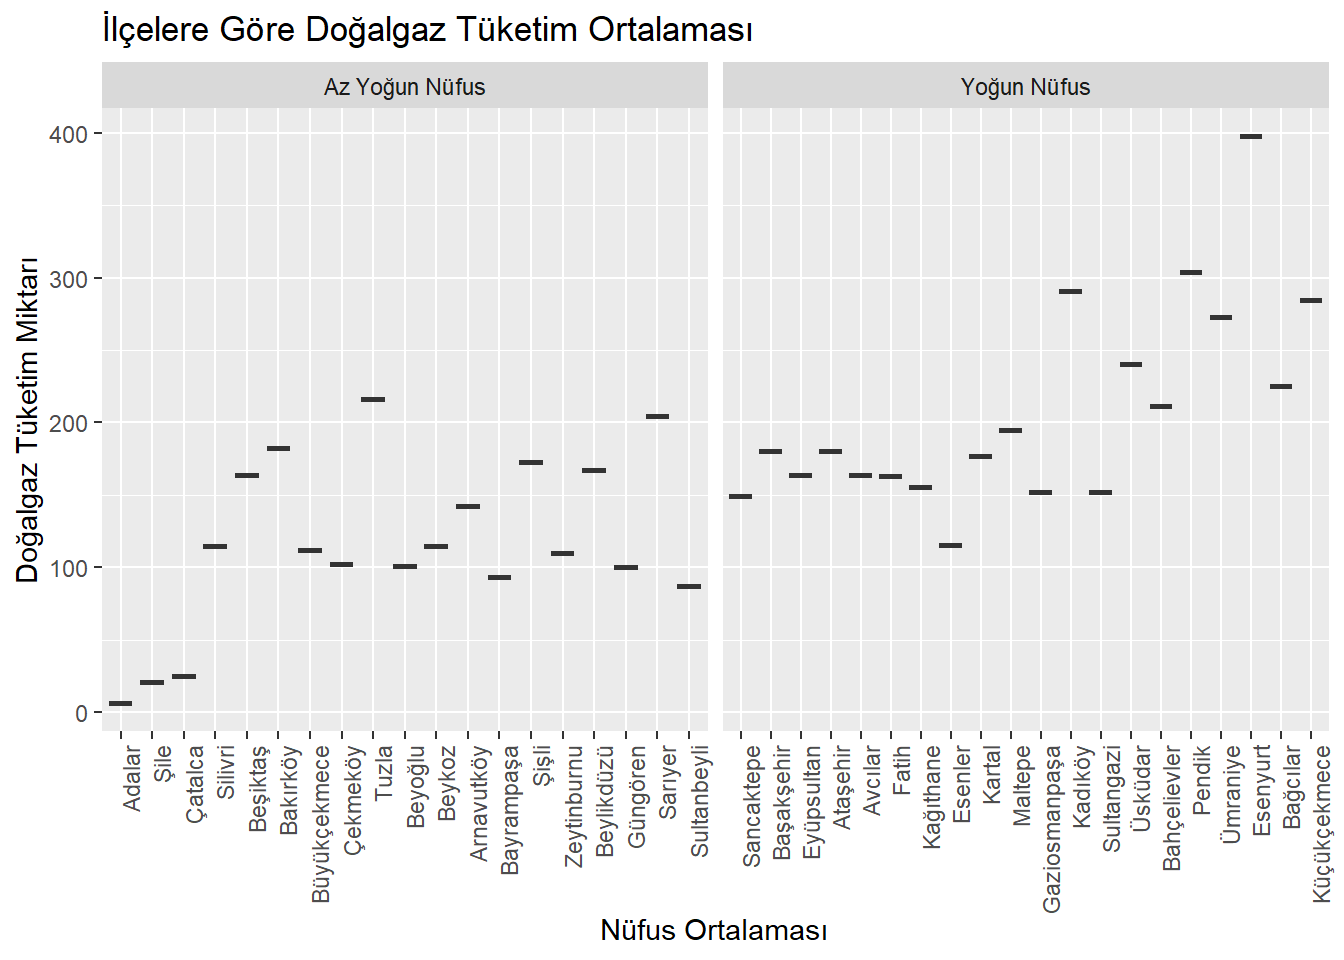 İlçelere Göre Doğalgaz Tüketim Ortalaması
Az Yoğun Nüfus
Yoğun Nüfus
Doğalgaz Tüketim Miktarı
400
300
200
100
0
Adalar
Şile
Çatalca
Silivri
Beşiktaş
Bakırköy
Büyükçekmece
Çekmeköy
Tuzla
Beyoğlu
Beykoz
Arnavutköy
Bayrampaşa
Şişli
Zeytinburnu
Beylikdüzü
Güngören
Sarıyer
Sultanbeyli
Sancaktepe
Başakşehir
Eyüpsultan
Ataşehir
Avcılar
Fatih
Kağıthane
Esenler
Kartal
Maltepe
Gaziosmanpaşa
Kadıköy
Sultangazi
Üsküdar
Bahçelievler
Pendik
Ümraniye
Esenyurt
Bağcılar
Küçükçekmece
Nüfus Ortalaması